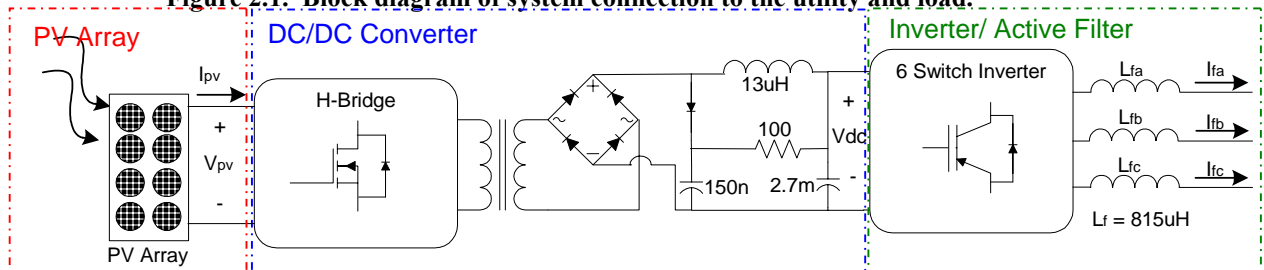 Figure 2.1. Block diagram of system connection to the utility and load.
PV Array
DC/DC Converter
Inverter/ Active Filter
Ipv
H-Bridge
+
Vpv
-
PV Array
+
~
~
−
13uH
100
150n
2.7m
+
Vdc
-
6 Switch Inverter
Lfa
Ifa
Lfb
Ifb
Lfc
Ifc
Lf = 815uH